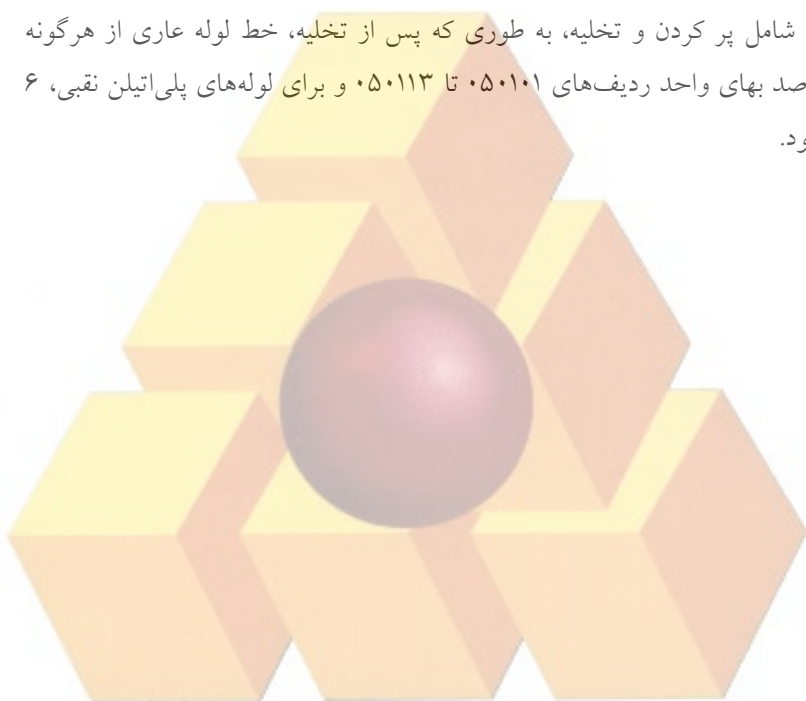 شامل پر کردن و تخلیه، به طوری که پس از تخلیه، خط لوله عاری از هرگونه
صد بهای واحد ردیف‌های ۰۵۰۱۰۱ تا ۰۵۰۱۱۳ و برای لوله‌های پلی‌اتیلن نقبی، ۶
ود.